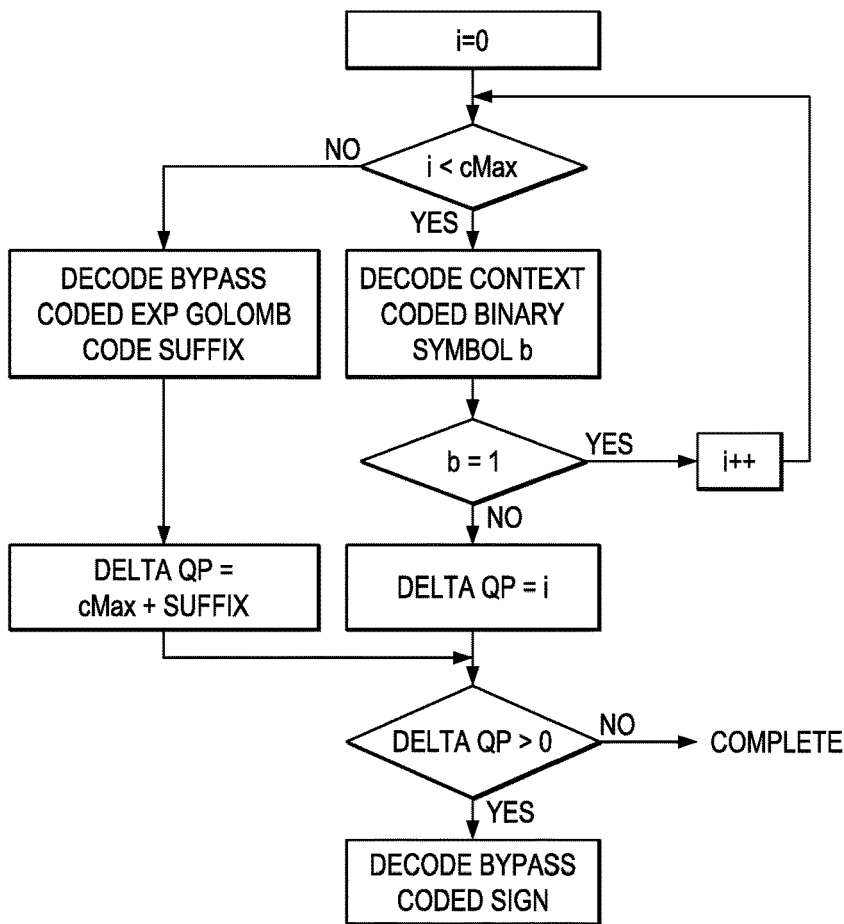 i=0
NO
i < cMax
YES
DECODE BYPASS
CODED EXP GOLOMB
CODE SUFFIX
DECODE CONTEXT
CODED BINARY
SYMBOL b
b = 1
YES
i++
NO
DELTA QP =
cMax + SUFFIX
DELTA QP = i
DELTA QP > 0
NO
COMPLETE
YES
DECODE BYPASS
CODED SIGN